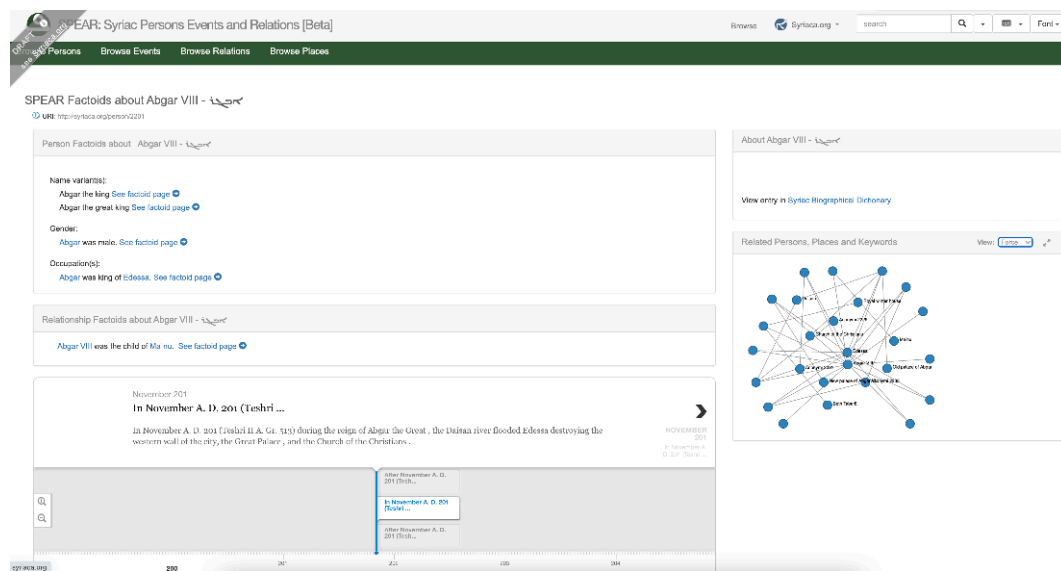 SPEAR: Syriac Persons Events and Relations [Beta]
Browse
Syriaca.org
search
Font
DRAFT
Persons
Browse Events
Browse Relations
Browse Places
SPEAR Factoids about Abgar VIII - ܐܒܓܪ
URI: http://syriaca.org/person/2201
Person Factoids about Abgar VIII - ܐܒܓܪ
Name variant(s):
Abgar the king See factoid page
Abgar the great king See factoid page
Gender:
Abgar was male. See factoid page
Occupation(s):
Abgar was king of Edessa. See factoid page
Relationship Factoids about Abgar VIII - ܐܒܓܪ
Abgar VIII was the child of Ma nu. See factoid page
November 201
In November A. D. 201 (Teshri ...
In November A. D. 201 (Teshri II A. Gr. 513) during the reign of Abgar the Great , the Daisan river flooded Edessa destroying the
western wall of the city, the Great Palace , and the Church of the Christians .
NOVEMBER
201
In November A.
After November A. D.
201 (Tesh...
In November A. D. 201
(Teshri ...
After November A. D.
201 (Tesh...
200
201
203
204
syriaca.org
About Abgar VIII - ܐܒܓܪ
View entry in Syriac Biographical Dictionary
Related Persons, Places and Keywords
View: Force
Edessa